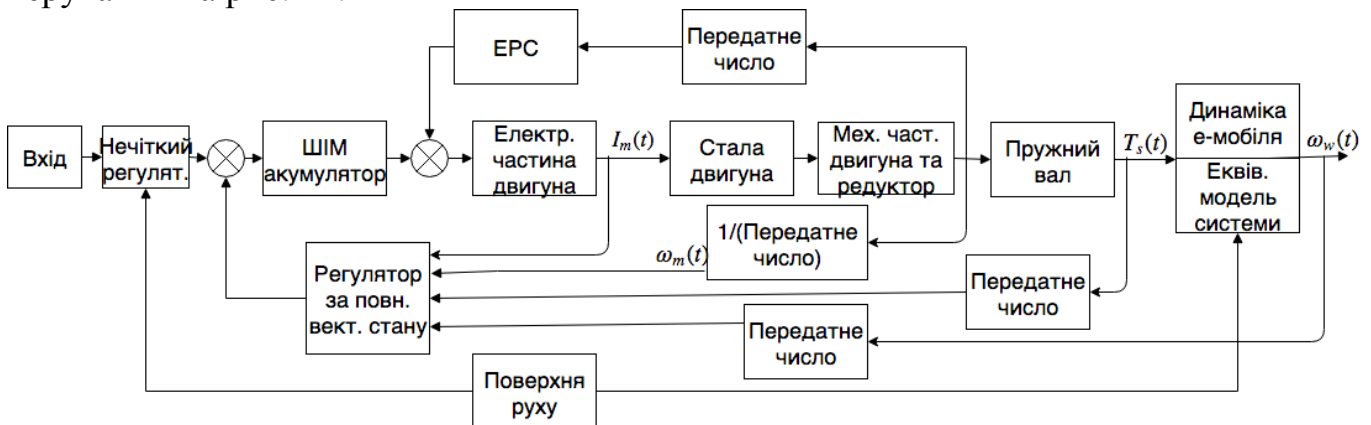 ЕРС
Передатне
число
Вхід
Нечіткий
регулят.
ШІМ
акумулятор
Електр.
частина
двигуна
I_m(t)
Стала
двигуна
Мех. част.
двигуна та
редуктор
Пружний
вал
T_s(t)
Динаміка
е-мобіля
Еквів.
модель
системи
ω_w(t)
1/(Передатне
число)
ω_m(t)
Регулятор
за повн.
вект. стану
Передатне
число
Передатне
число
Поверхня
руху